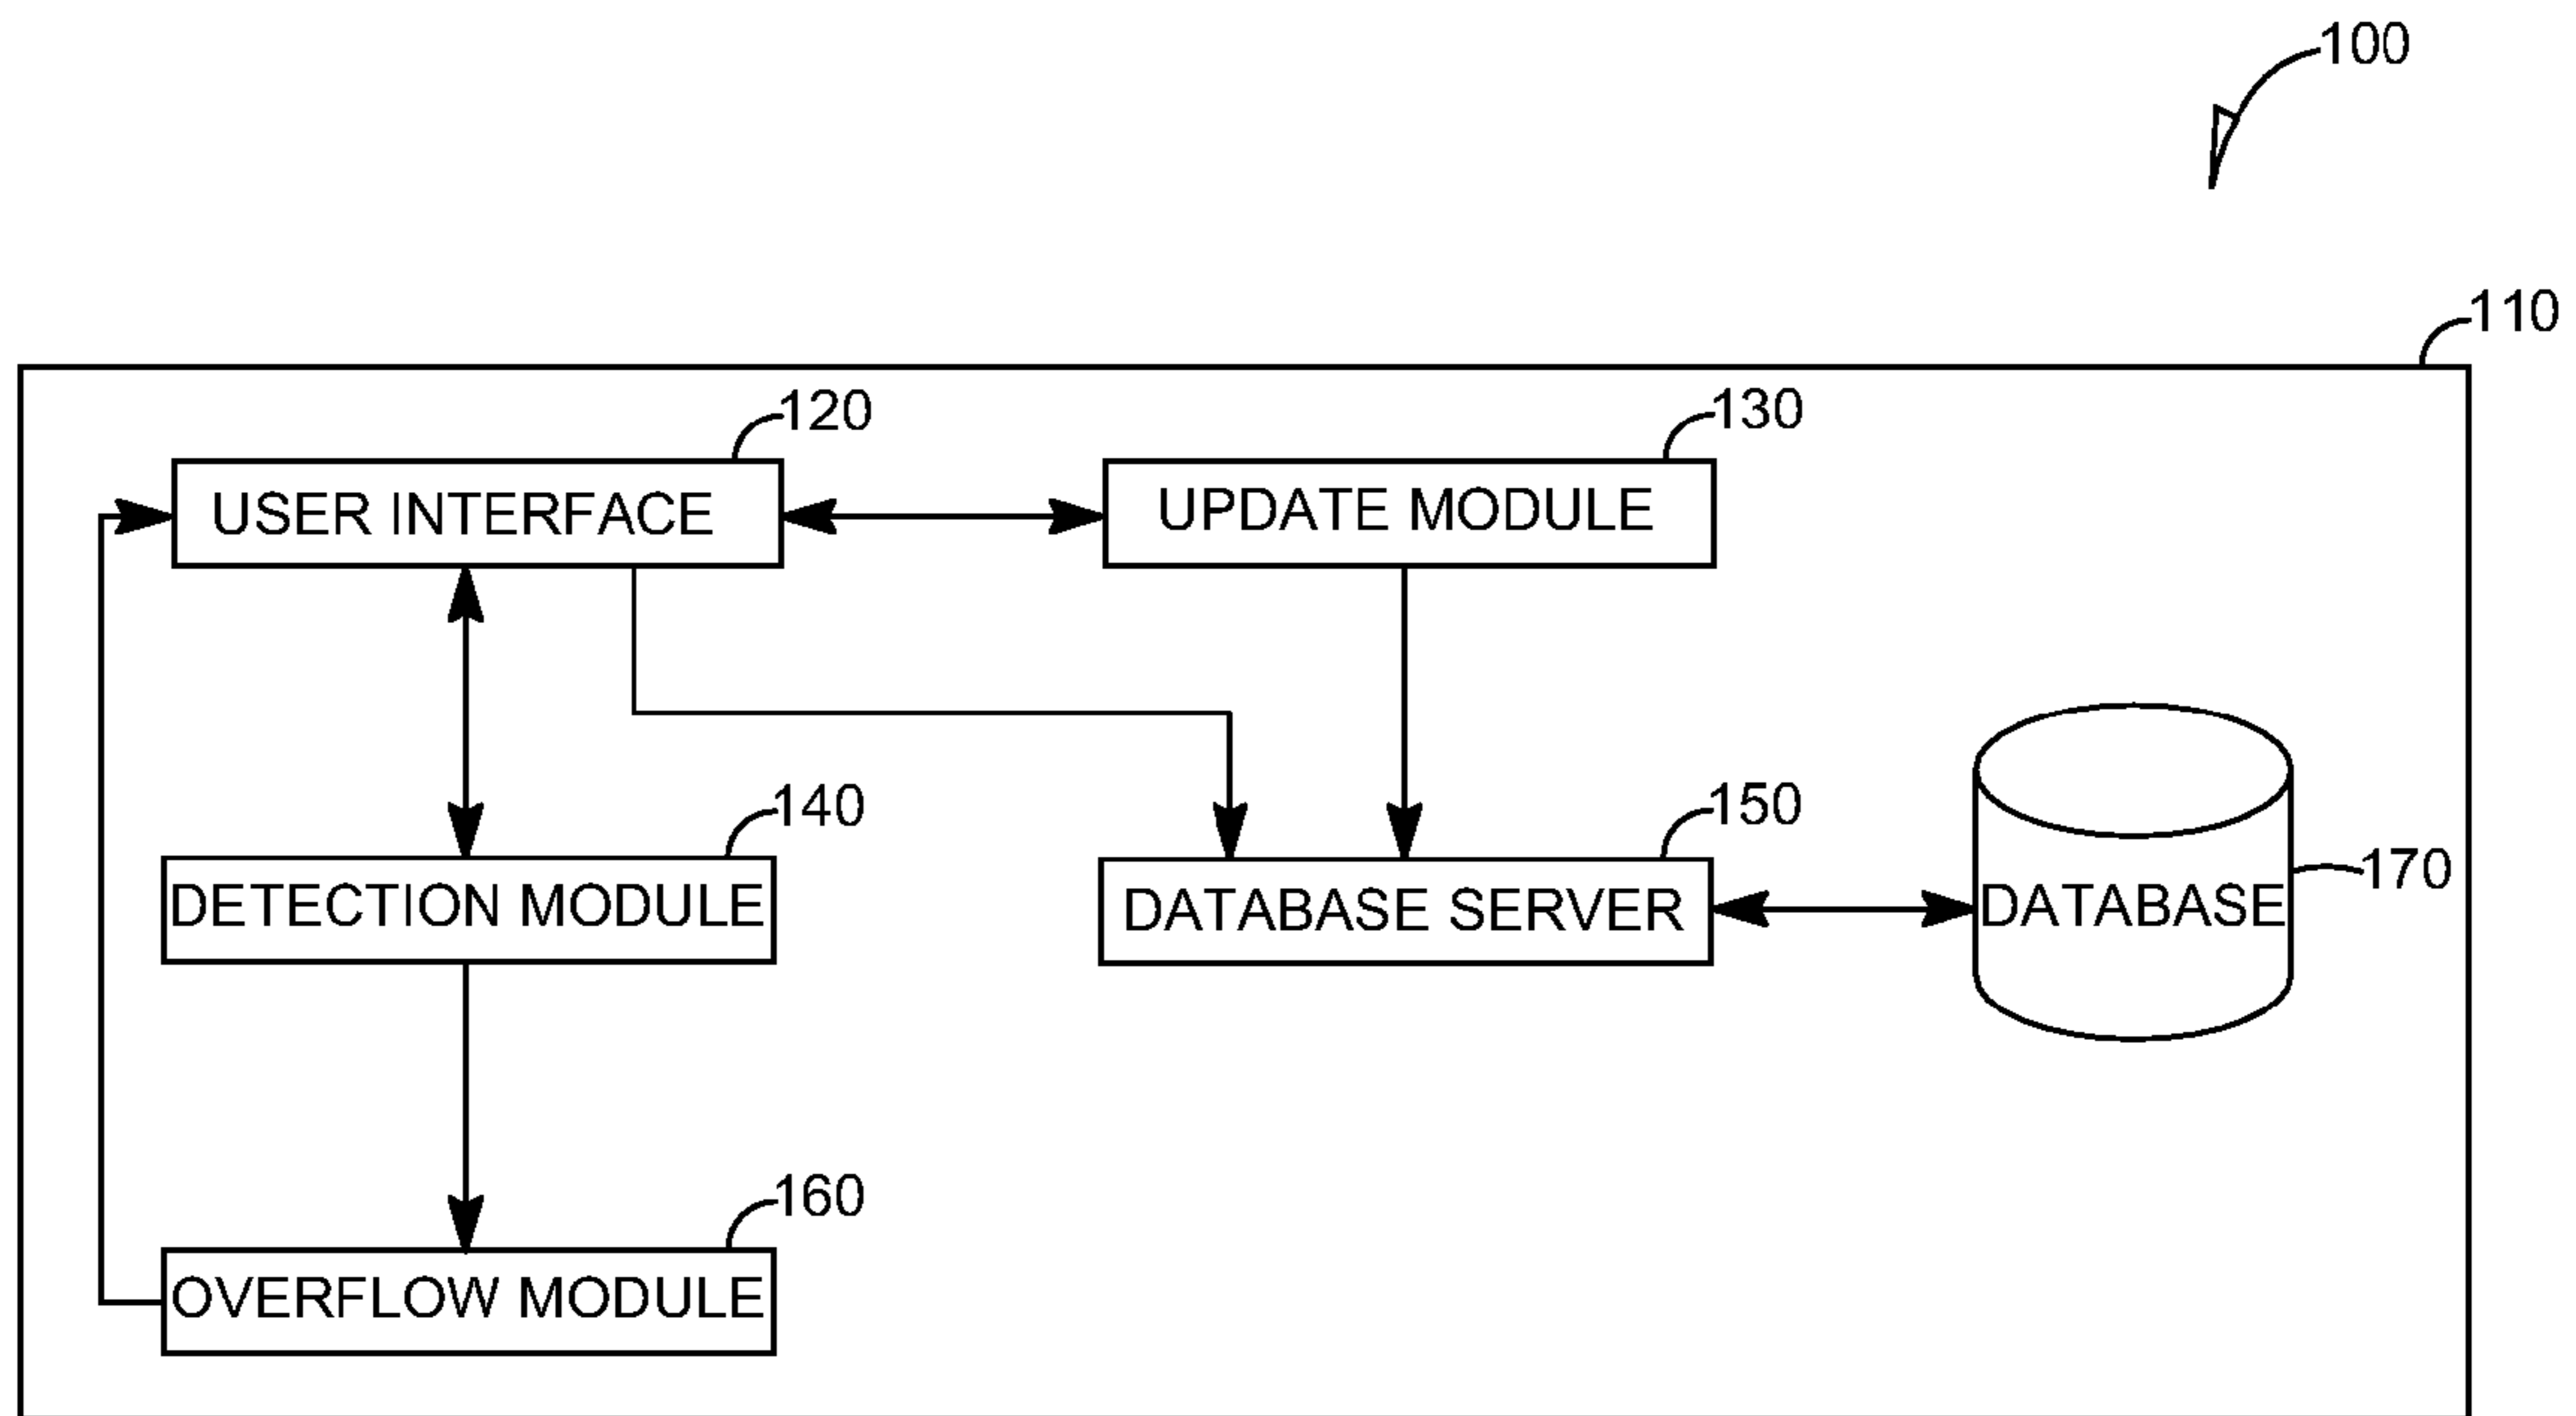 100
110
120
130
USER INTERFACE
UPDATE MODULE
140
150
170
DETECTION MODULE
DATABASE SERVER
DATABASE
160
OVERFLOW MODULE